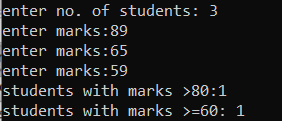 enter no. of students: 3
enter marks:89
enter marks:65
enter marks:59
students with marks >80:1
students with marks >=60: 1